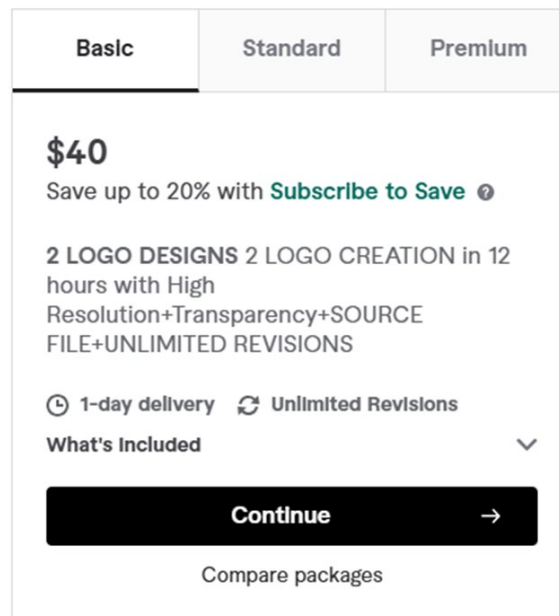 Basic
Standard
Premium
$40
Save up to 20% with Subscribe to Save ?
2 LOGO DESIGNS 2 LOGO CREATION in 12
hours with High
Resolution+Transparency+SOURCE
FILE+UNLIMITED REVISIONS
1-day delivery
Unlimited Revisions
What's Included
Continue →
Compare packages